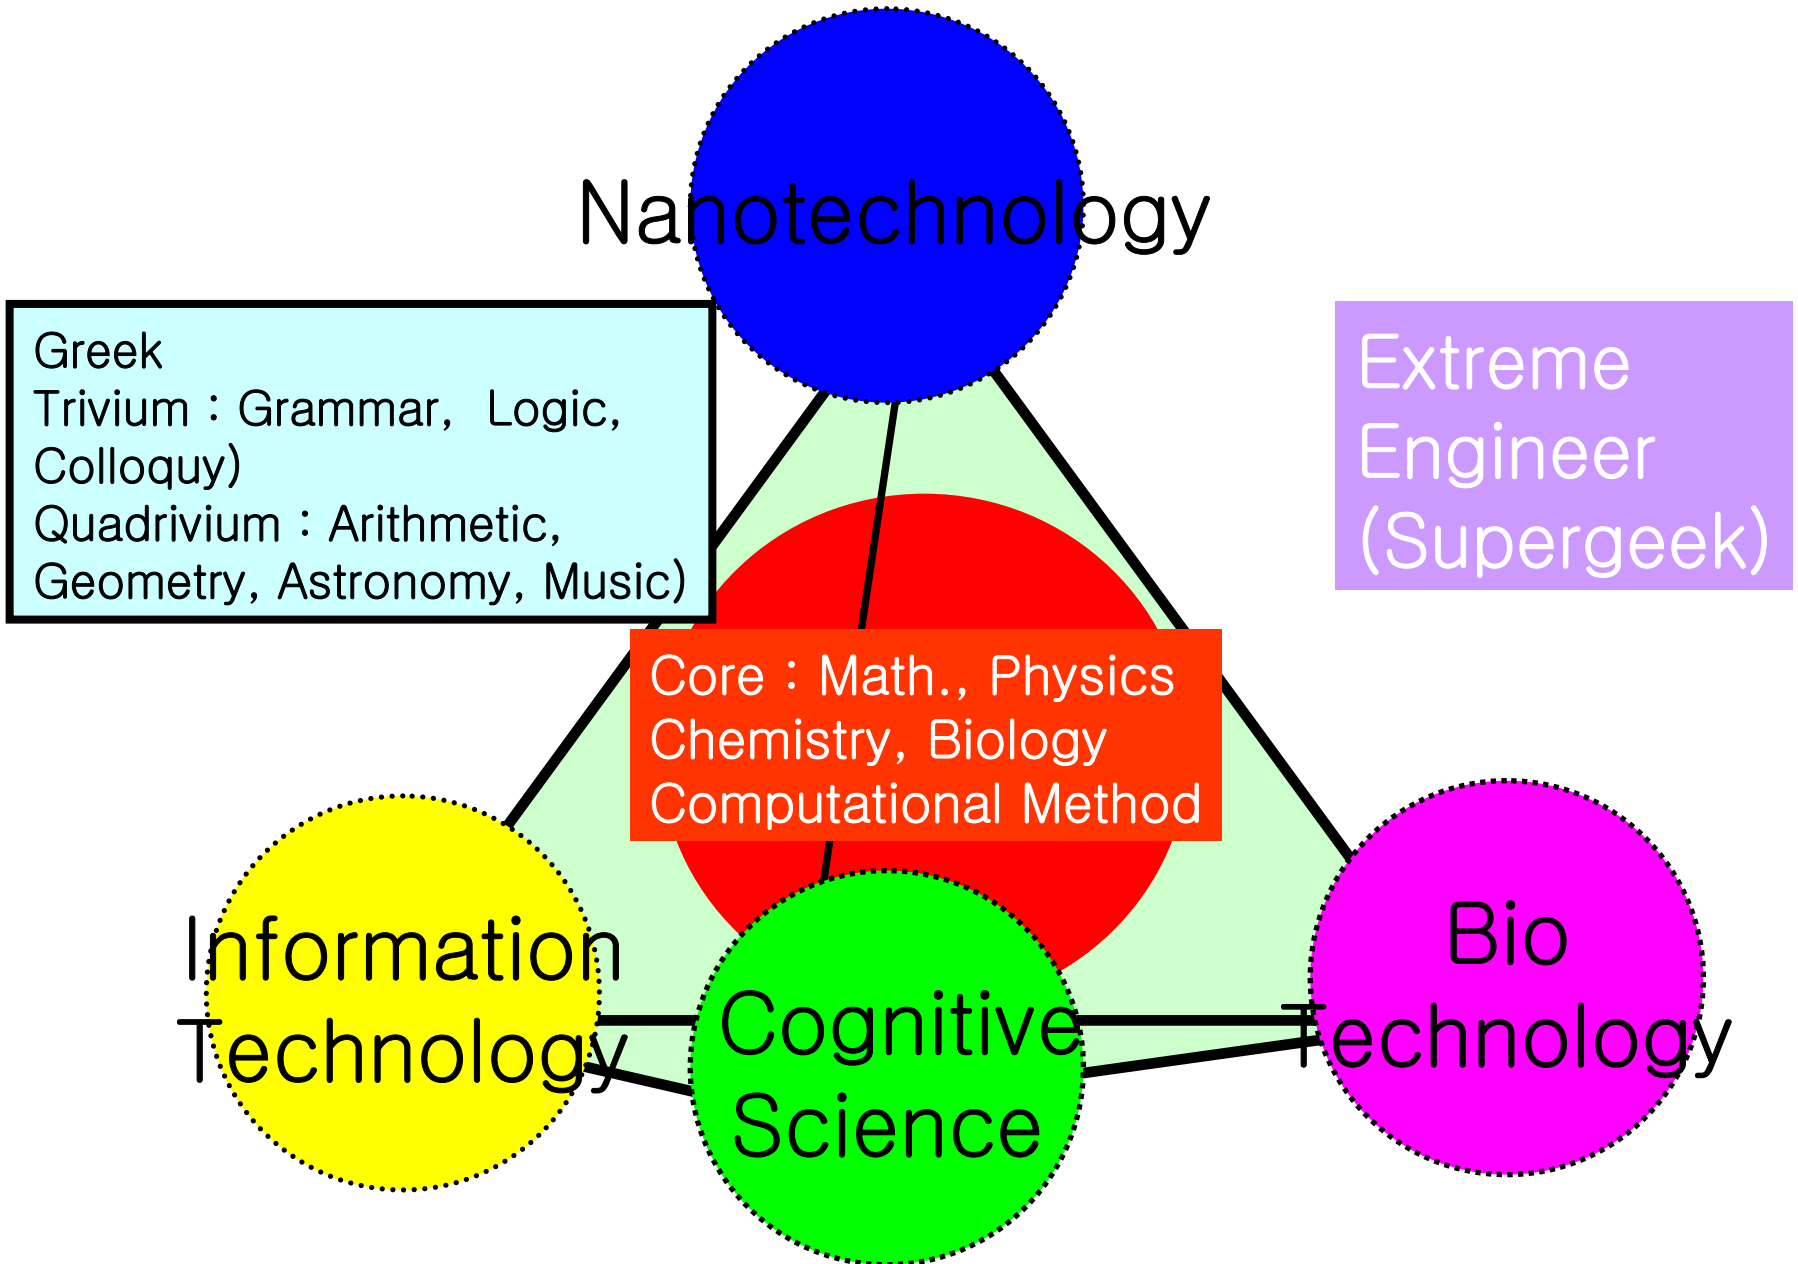 Nanotechnology
Greek
Trivium : Grammar, Logic,
Colloquy)
Quadrivium : Arithmetic,
Geometry, Astronomy, Music)
Extreme
Engineer
(Supergeek)
Core : Math., Physics
Chemistry, Biology
Computational Method
Information
Technology
Cognitive
Science
Bio
Technology